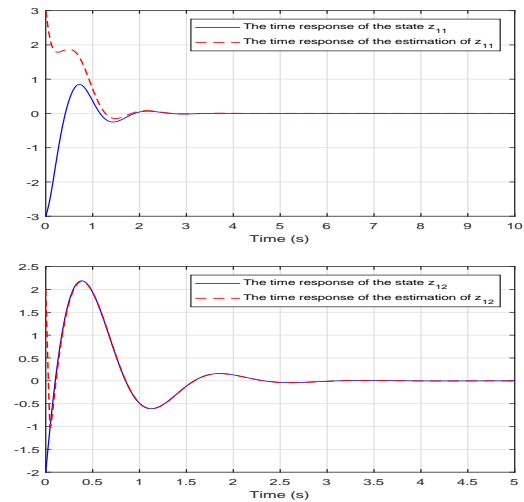 3
The time response of the state z11
The time response of the estimation of z11
2
1
0
-1
-2
-3
0 1 2 3 4 5 6 7 8 9 10
Time (s)
2.5
The time response of the state z12
The time response of the estimation of z12
2
1.5
1
0.5
0
-0.5
-1
-1.5
-2
0 0.5 1 1.5 2 2.5 3 3.5 4 4.5 5
Time (s)